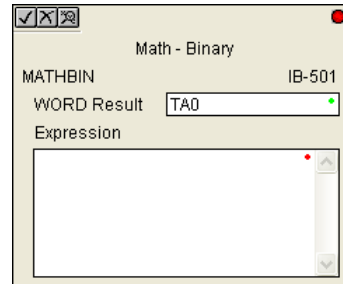 Math - Binary
MATHBIN IB-501
WORD Result TA0
Expression